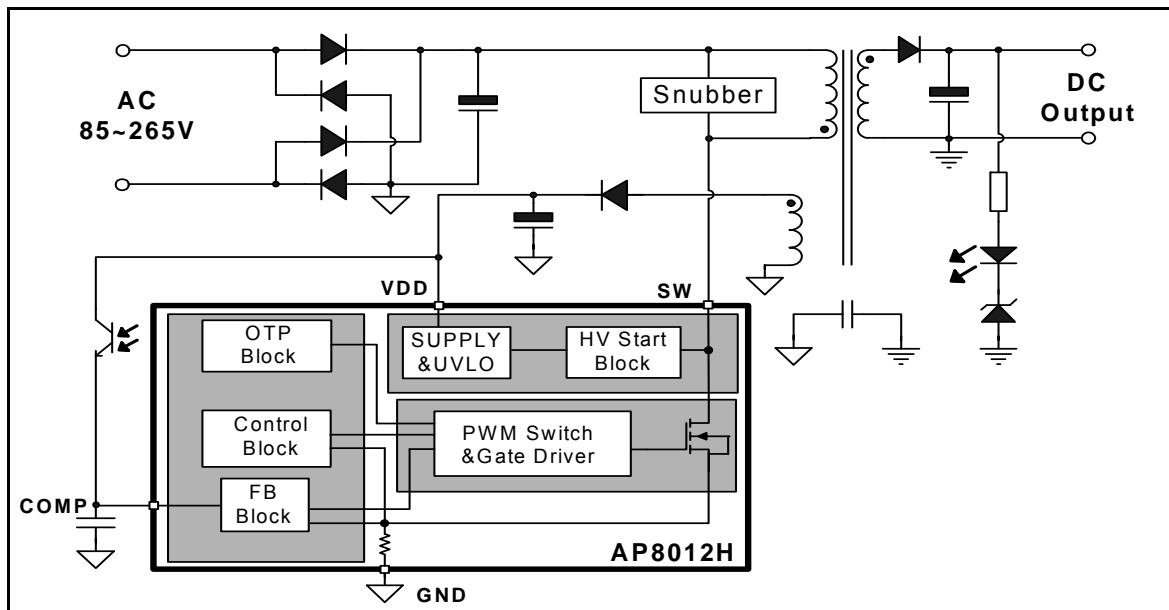 AC
85~265V
Snubber
DC
Output
VDD
SW
OTP
Block
SUPPLY
&UVLO
HV Start
Block
Control
Block
PWM Switch
&Gate Driver
FB
Block
COMP
AP8012H
GND